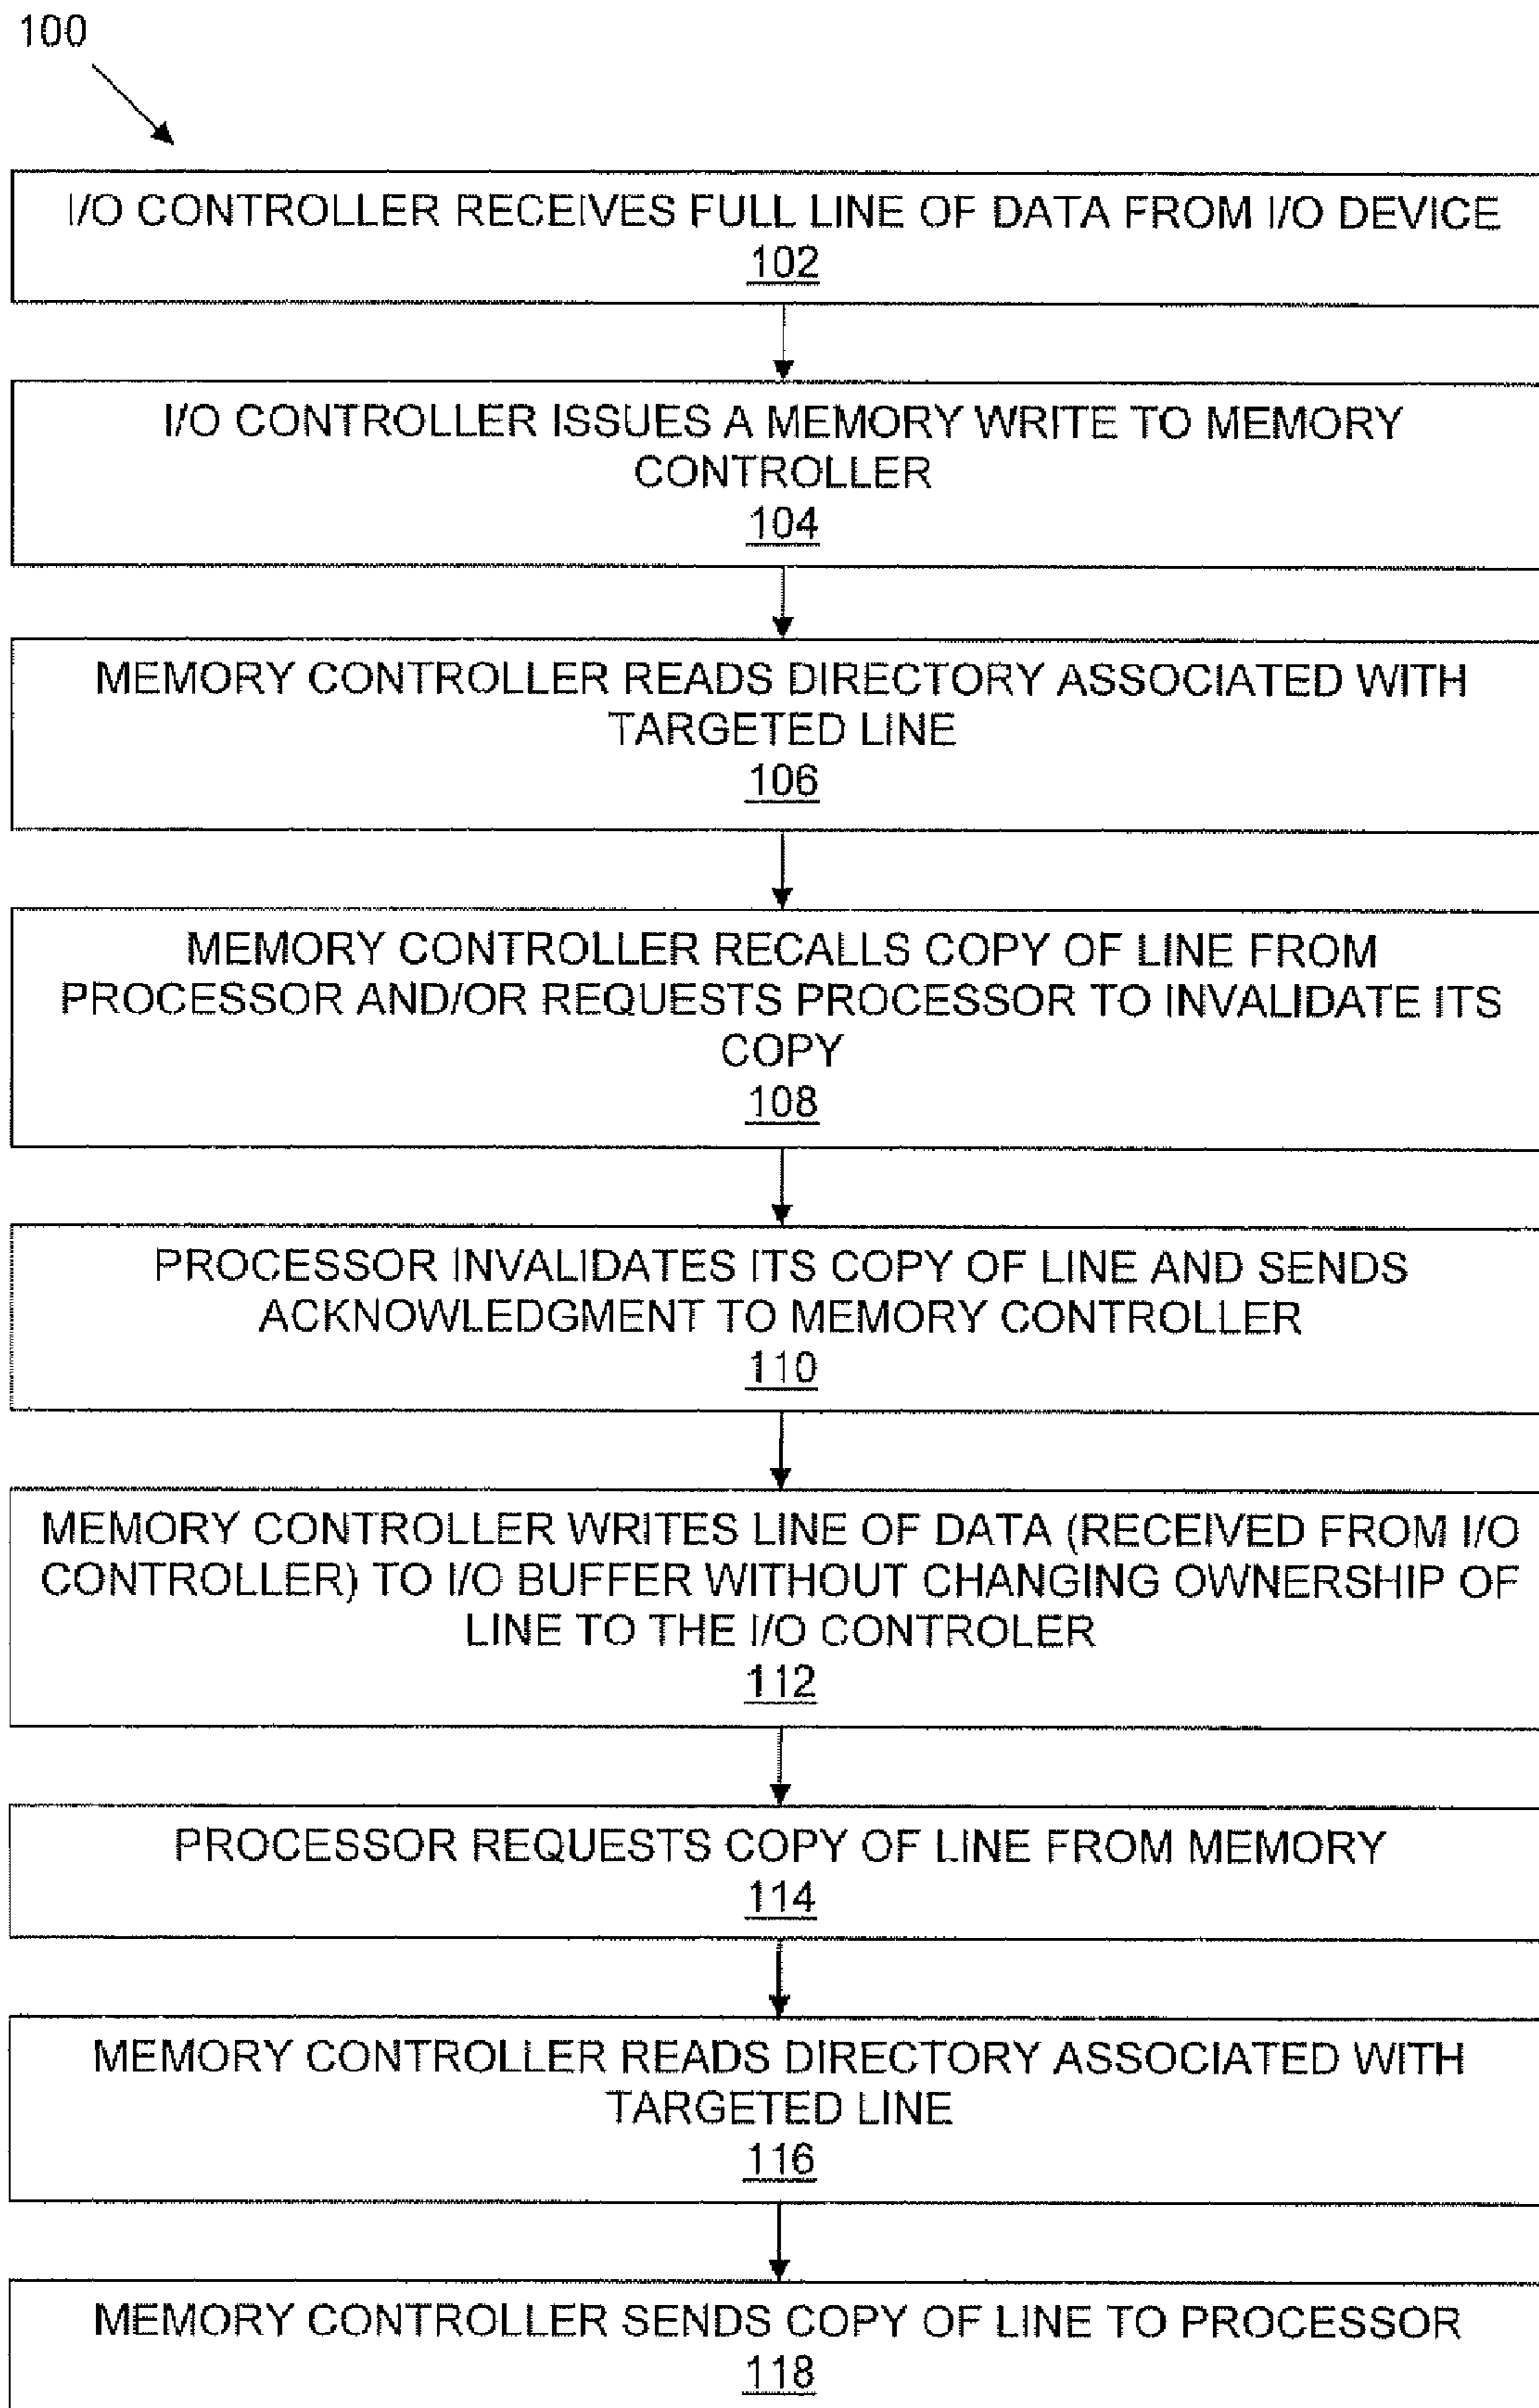 100
I/O CONTROLLER RECEIVES FULL LINE OF DATA FROM I/O DEVICE
102
I/O CONTROLLER ISSUES A MEMORY WRITE TO MEMORY
CONTROLLER
104
MEMORY CONTROLLER READS DIRECTORY ASSOCIATED WITH
TARGETED LINE
106
MEMORY CONTROLLER RECALLS COPY OF LINE FROM
PROCESSOR AND/OR REQUESTS PROCESSOR TO INVALIDATE ITS
COPY
108
PROCESSOR INVALIDATES ITS COPY OF LINE AND SENDS
ACKNOWLEDGMENT TO MEMORY CONTROLLER
110
MEMORY CONTROLLER WRITES LINE OF DATA (RECEIVED FROM I/O
CONTROLLER) TO I/O BUFFER WITHOUT CHANGING OWNERSHIP OF
LINE TO THE I/O CONTROLER
112
PROCESSOR REQUESTS COPY OF LINE FROM MEMORY
114
MEMORY CONTROLLER READS DIRECTORY ASSOCIATED WITH
TARGETED LINE
116
MEMORY CONTROLLER SENDS COPY OF LINE TO PROCESSOR
118